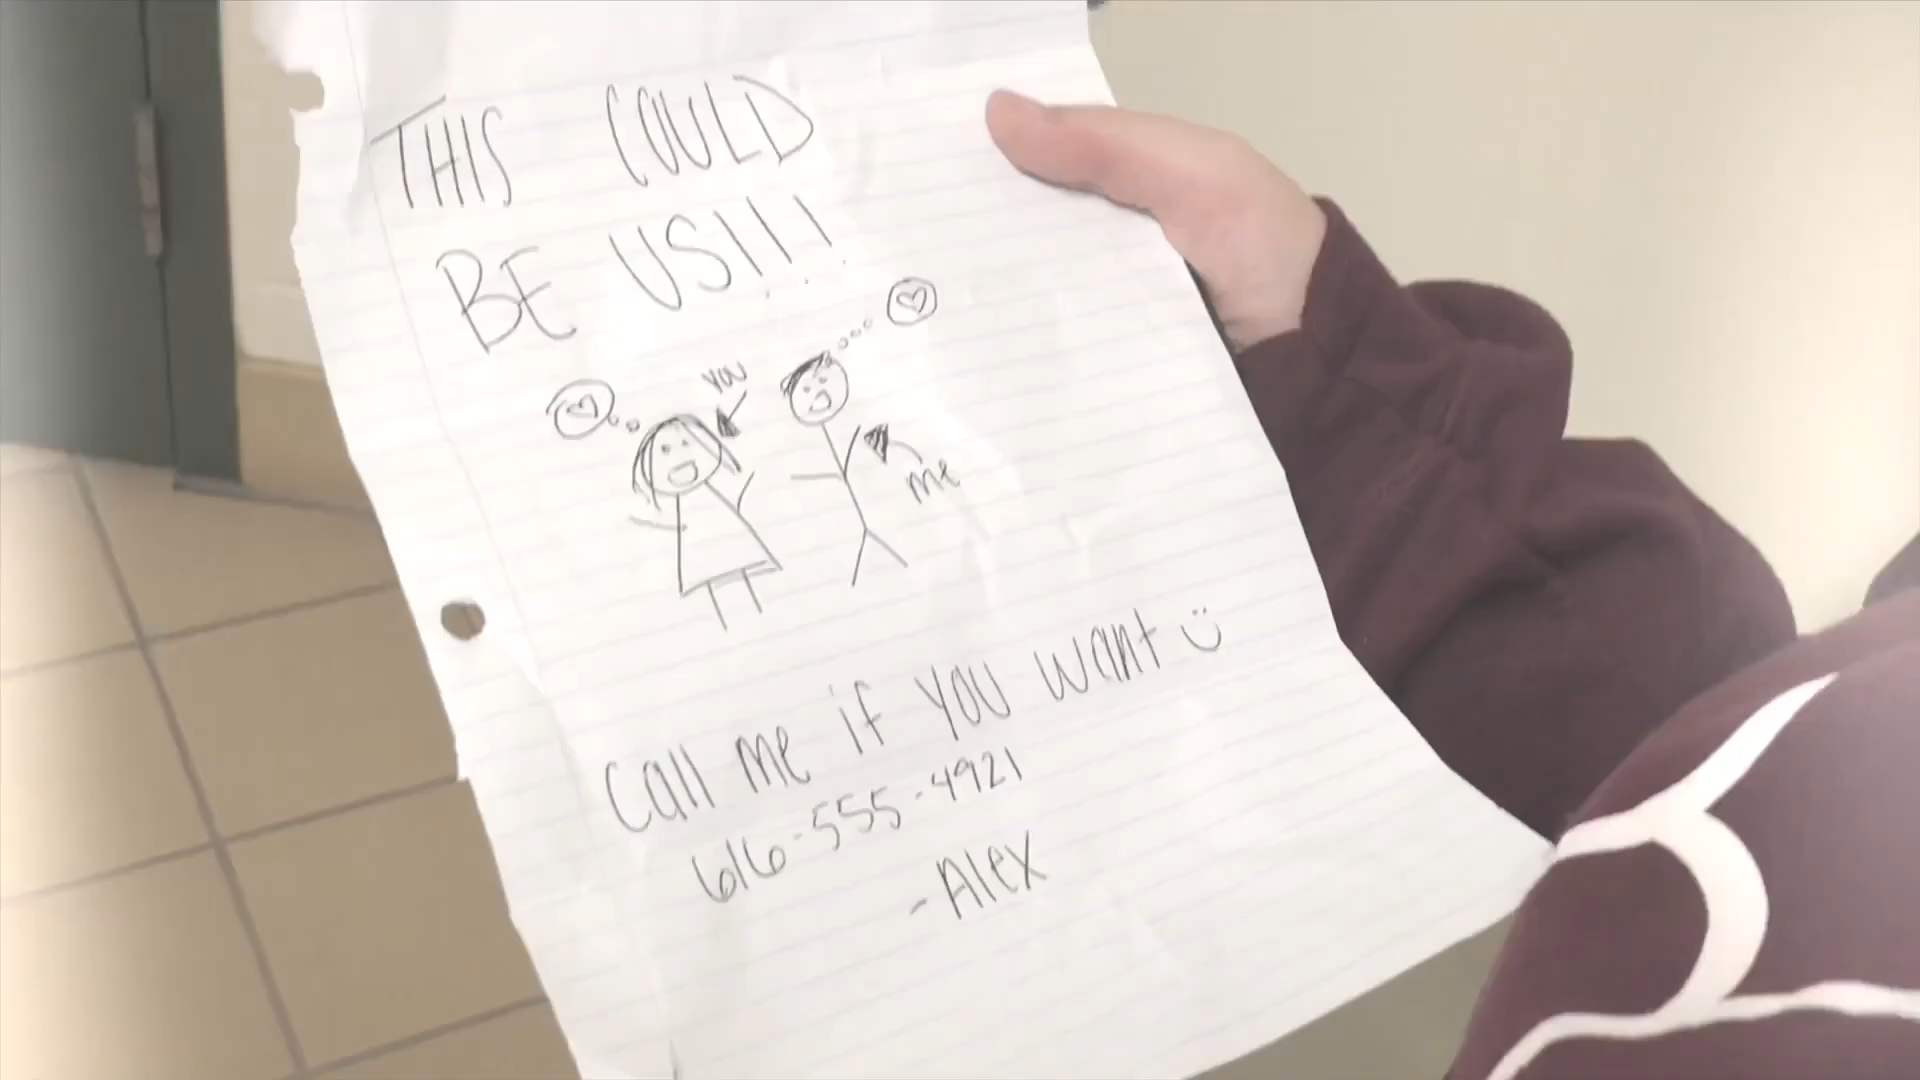 THIS COULD
BE US!!!
you
me
Call me if you want
616-555-4921
-Alex